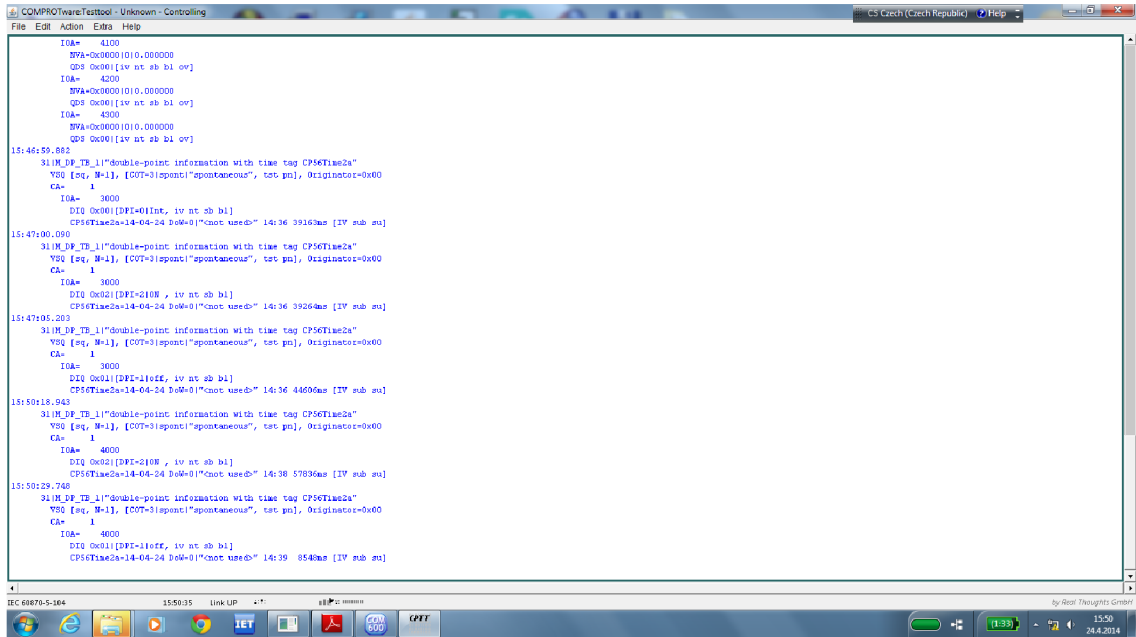 COMPROTware:Testtool - Unknown - Controlling
CS Czech (Czech Republic) Help
File Edit Action Extra Help
IOA= 4100
NVA=0x0000|0|0.000000
QDS 0x00|[iv nt sb bl ov]
IOA= 4200
NVA=0x0000|0|0.000000
QDS 0x00|[iv nt sb bl ov]
IOA= 4300
NVA=0x0000|0|0.000000
QDS 0x00|[iv nt sb bl ov]
15:46:59.882
31|M_DP_TB_1|"double-point information with time tag CP56Time2a"
VSQ [sq, N=1], [COT=3|spont|"spontaneous", tst pn], Originator=0x00
CA= 1
IOA= 3000
DIQ 0x00|[DPI=0|Int, iv nt sb bl]
CP56Time2a=14-04-24 DoW=0|"<not used>" 14:36 39163ms [IV sub su]
15:47:00.090
31|M_DP_TB_1|"double-point information with time tag CP56Time2a"
VSQ [sq, N=1], [COT=3|spont|"spontaneous", tst pn], Originator=0x00
CA= 1
IOA= 3000
DIQ 0x02|[DPI=2|ON , iv nt sb bl]
CP56Time2a=14-04-24 DoW=0|"<not used>" 14:36 39264ms [IV sub su]
15:47:05.203
31|M_DP_TB_1|"double-point information with time tag CP56Time2a"
VSQ [sq, N=1], [COT=3|spont|"spontaneous", tst pn], Originator=0x00
CA= 1
IOA= 3000
DIQ 0x01|[DPI=1|off, iv nt sb bl]
CP56Time2a=14-04-24 DoW=0|"<not used>" 14:36 44606ms [IV sub su]
15:50:18.943
31|M_DP_TB_1|"double-point information with time tag CP56Time2a"
VSQ [sq, N=1], [COT=3|spont|"spontaneous", tst pn], Originator=0x00
CA= 1
IOA= 4000
DIQ 0x02|[DPI=2|ON , iv nt sb bl]
CP56Time2a=14-04-24 DoW=0|"<not used>" 14:38 57836ms [IV sub su]
15:50:29.748
31|M_DP_TB_1|"double-point information with time tag CP56Time2a"
VSQ [sq, N=1], [COT=3|spont|"spontaneous", tst pn], Originator=0x00
CA= 1
IOA= 4000
DIQ 0x01|[DPI=1|off, iv nt sb bl]
CP56Time2a=14-04-24 DoW=0|"<not used>" 14:39 8548ms [IV sub su]
IEC 60870-5-104 15:50:35 Link UP by Real Thoughts GmbH
IET COM 600 CPTT (1:33) 15:50
24.4.2014